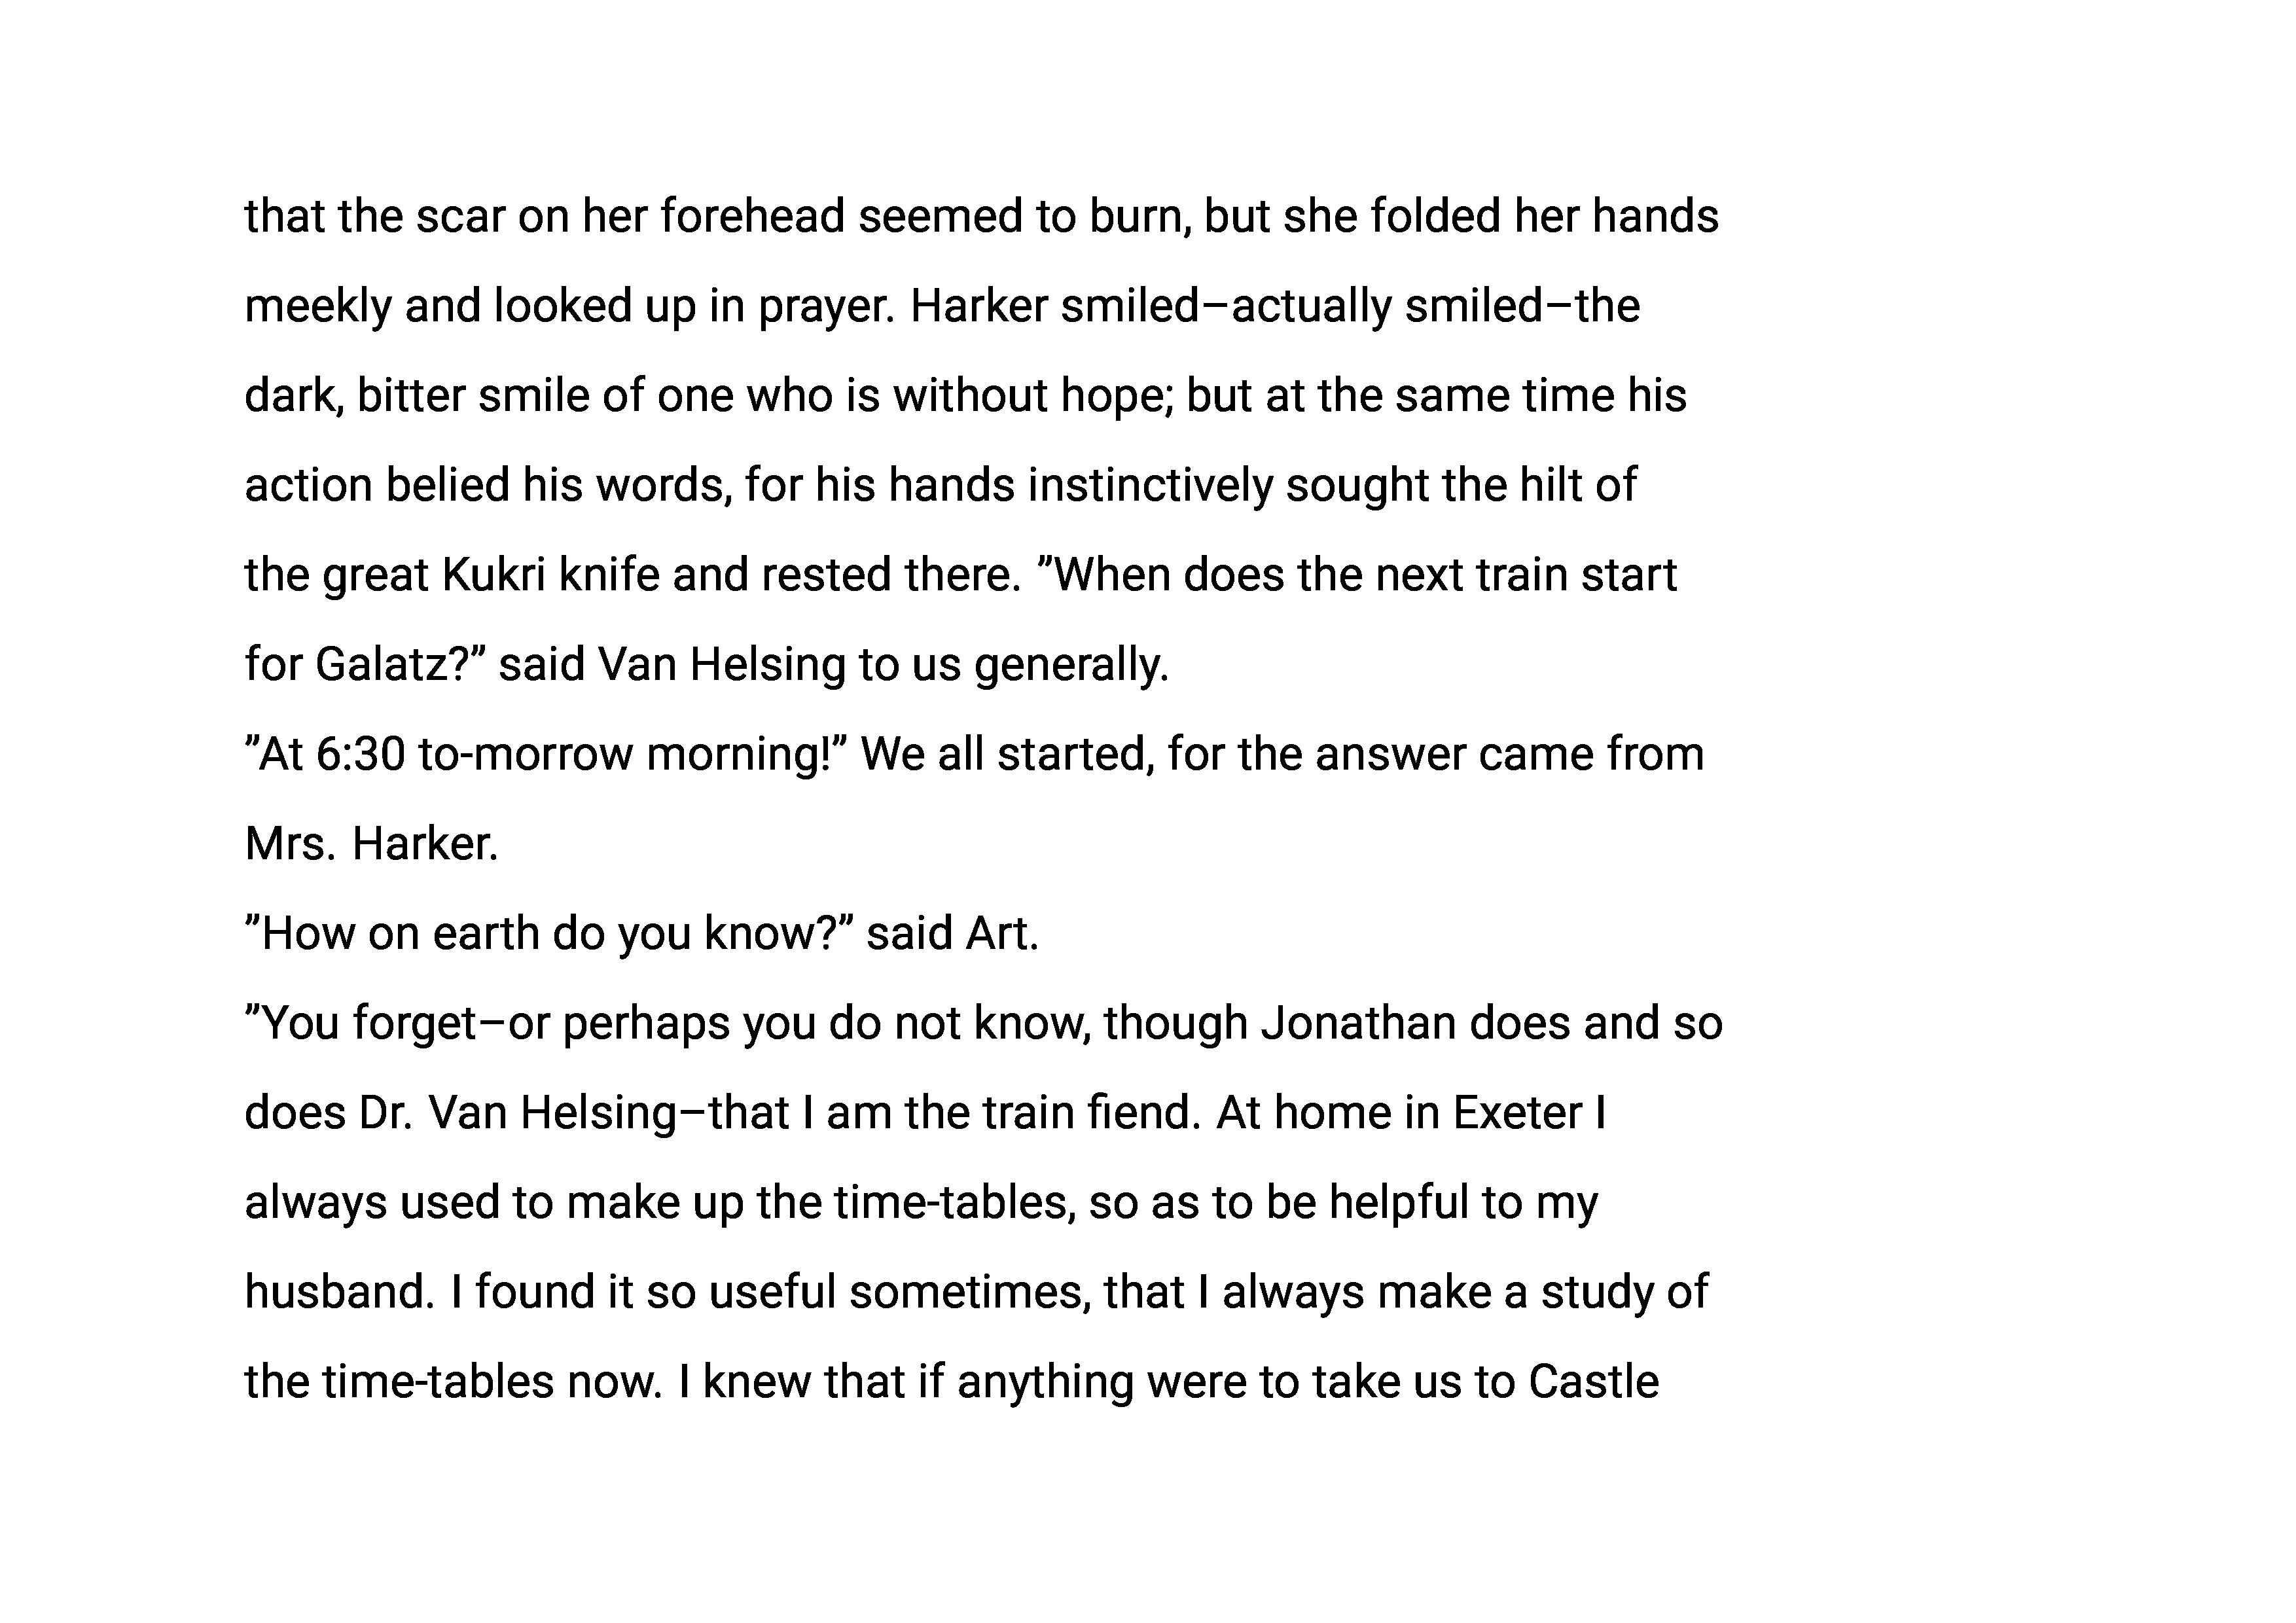 that the scar on her forehead seemed to burn, but she folded her hands
meekly and looked up in prayer. Harker smiled–actually smiled–the
dark, bitter smile of one who is without hope; but at the same time his
action belied his words, for his hands instinctively sought the hilt of
the great Kukri knife and rested there. ”When does the next train start
for Galatz?” said Van Helsing to us generally.
”At 6:30 to-morrow morning!” We all started, for the answer came from
Mrs. Harker.
”How on earth do you know?” said Art.
”You forget–or perhaps you do not know, though Jonathan does and so
does Dr. Van Helsing–that I am the train fiend. At home in Exeter I
always used to make up the time-tables, so as to be helpful to my
husband. I found it so useful sometimes, that I always make a study of
the time-tables now. I knew that if anything were to take us to Castle